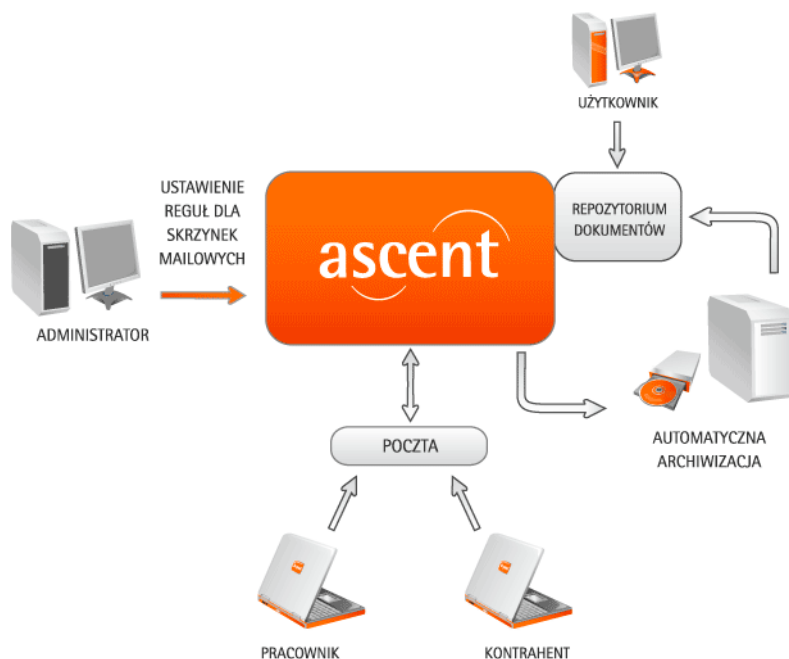 UŻYTKOWNIK
USTAWIENIE
REGUŁ DLA
SKRZYNEK
MAILOWYCH
REPOZYTORIUM
DOKUMENTÓW
ascent
ADMINISTRATOR
POCZTA
AUTOMATYCZNA
ARCHIWIZACJA
PRACOWNIK
KONTRAHENT